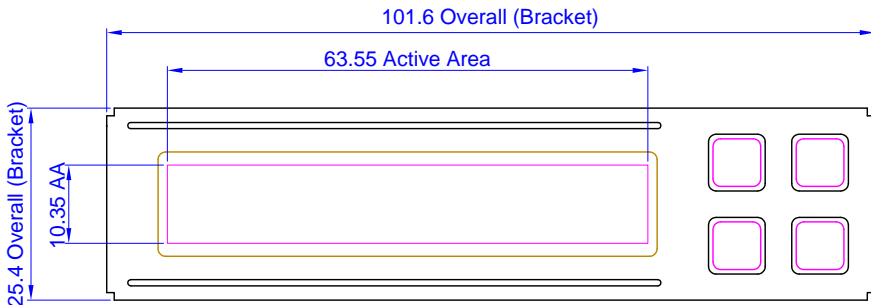 101.6 Overall (Bracket)
63.55 Active Area
25.4 Overall (Bracket)
10.35 AA